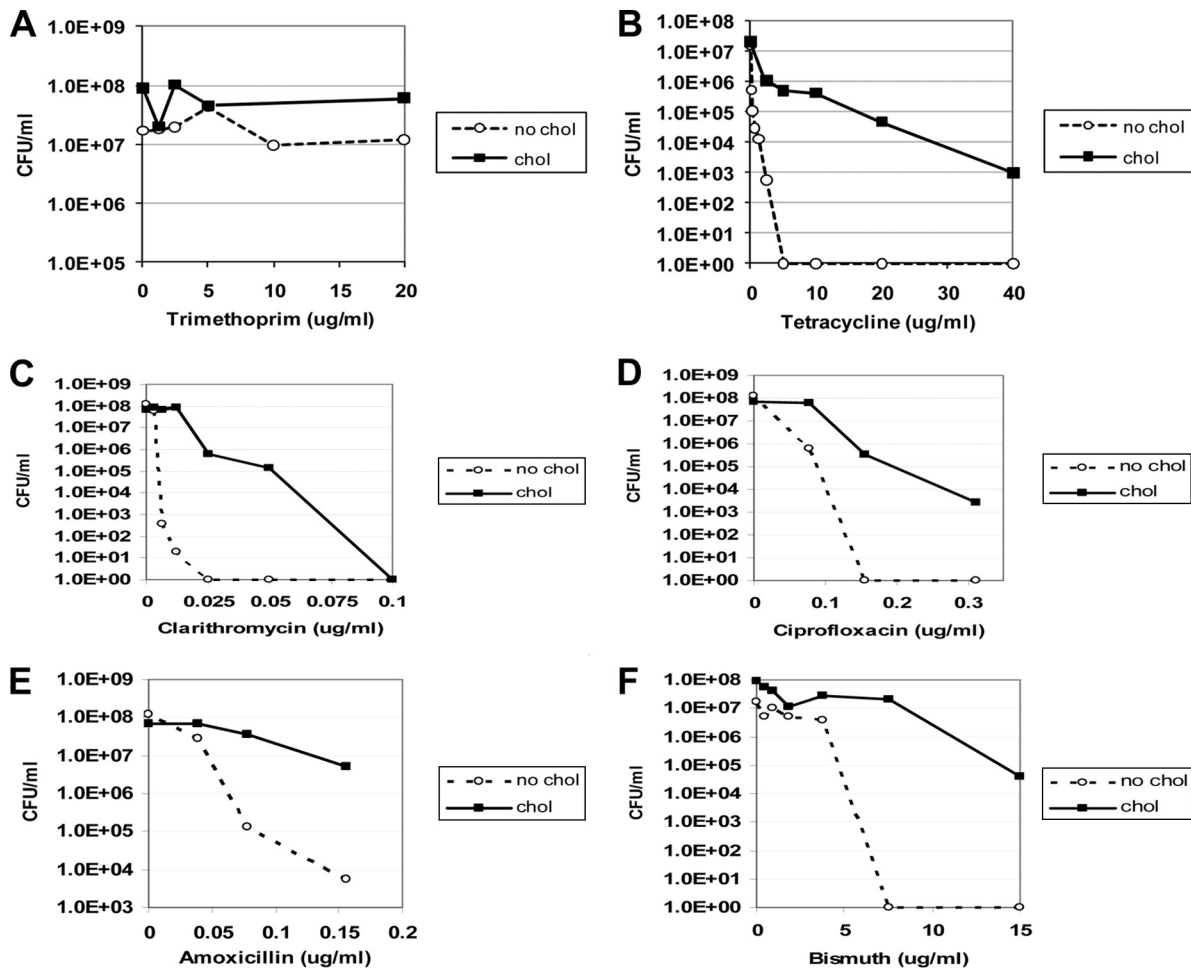 A
1.0E+09
1.0E+08
1.0E+07
1.0E+06
1.0E+05
CFU/ml
0 5 10 15 20
Trimethoprim (ug/ml)
no chol
chol
B
1.0E+08
1.0E+07
1.0E+06
1.0E+05
1.0E+04
1.0E+03
1.0E+02
1.0E+01
1.0E+00
CFU/ml
0 10 20 30 40
Tetracycline (ug/ml)
no chol
chol
C
1.0E+09
1.0E+08
1.0E+07
1.0E+06
1.0E+05
1.0E+04
1.0E+03
1.0E+02
1.0E+01
1.0E+00
CFU/ml
0 0.025 0.05 0.075 0.1
Clarithromycin (ug/ml)
no chol
chol
D
1.0E+09
1.0E+08
1.0E+07
1.0E+06
1.0E+05
1.0E+04
1.0E+03
1.0E+02
1.0E+01
1.0E+00
CFU/ml
0 0.1 0.2 0.3
Ciprofloxacin (ug/ml)
no chol
chol
E
1.0E+09
1.0E+08
1.0E+07
1.0E+06
1.0E+05
1.0E+04
1.0E+03
CFU/ml
0 0.05 0.1 0.15 0.2
Amoxicillin (ug/ml)
no chol
chol
F
1.0E+08
1.0E+07
1.0E+06
1.0E+05
1.0E+04
1.0E+03
1.0E+02
1.0E+01
1.0E+00
CFU/ml
0 5 10 15
Bismuth (ug/ml)
no chol
chol